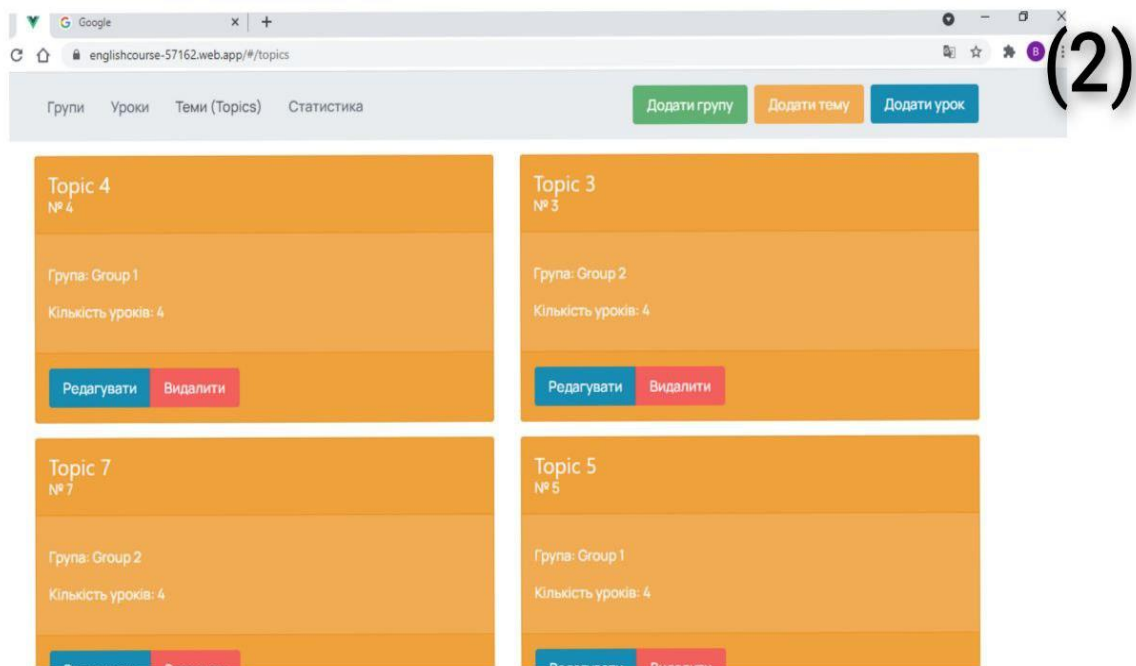 Google
(2)
englishcourse-57162.web.app/#/topics
B
Групи Уроки Теми (Topics) Статистика Додати групу Додати тему Додати урок
Topic 4
№ 4
Група: Group 1
Кількість уроків: 4
Редагувати Видалити
Topic 3
№ 3
Група: Group 2
Кількість уроків: 4
Редагувати Видалити
Topic 7
№ 7
Група: Group 2
Кількість уроків: 4
Topic 5
№ 5
Група: Group 1
Кількість уроків: 4
Редагувати Видалити